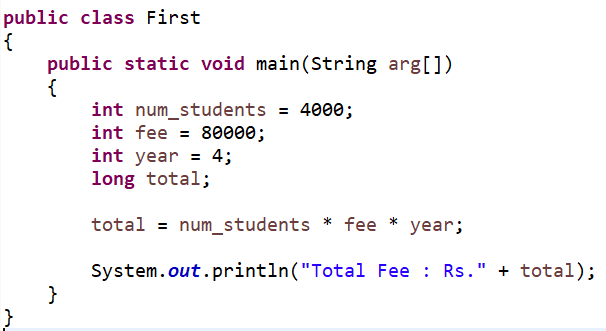 public class First
{
    public static void main(String arg[])
    {
        int num_students = 4000;
        int fee = 80000;
        int year = 4;
        long total;

        total = num_students * fee * year;

        System.out.println("Total Fee : Rs." + total);
    }
}